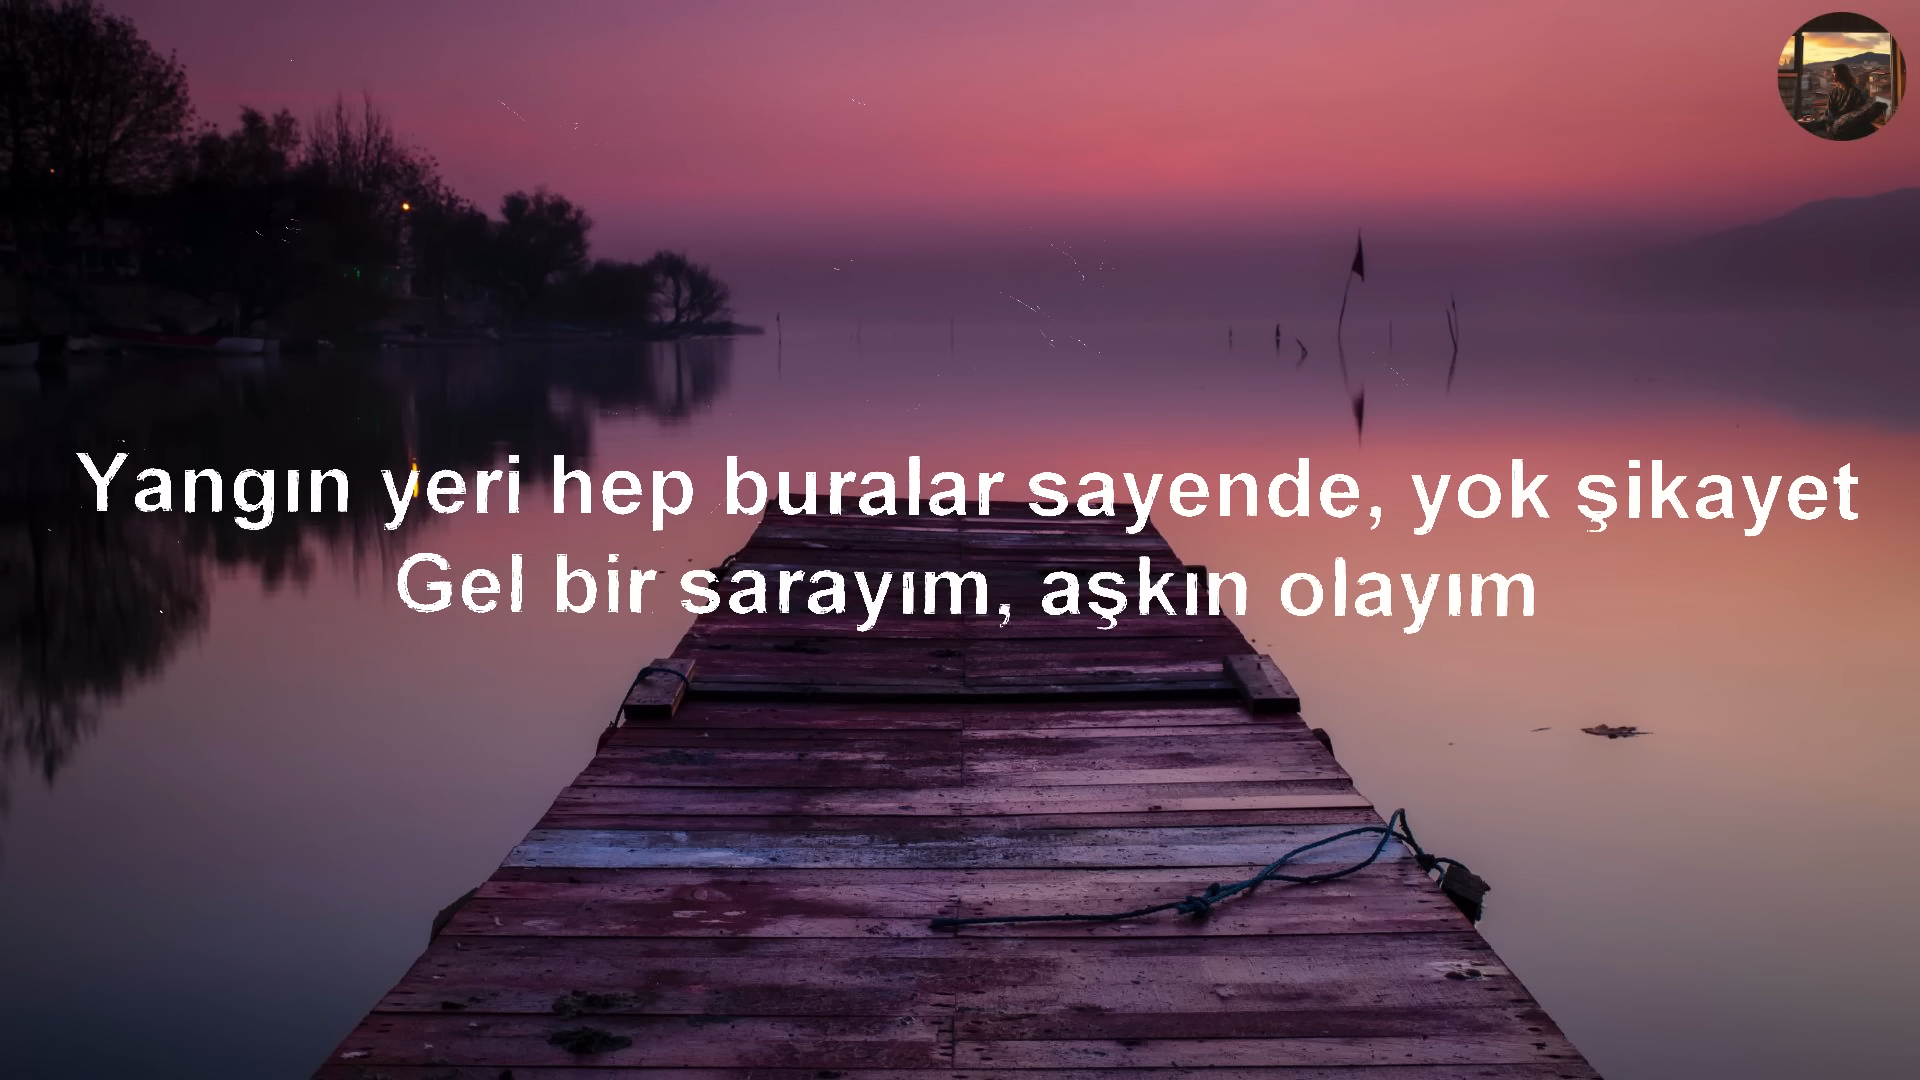 Yangın yeri hep buralar sayende, yok şikayet
Gel bir sarayım, aşkın olayım